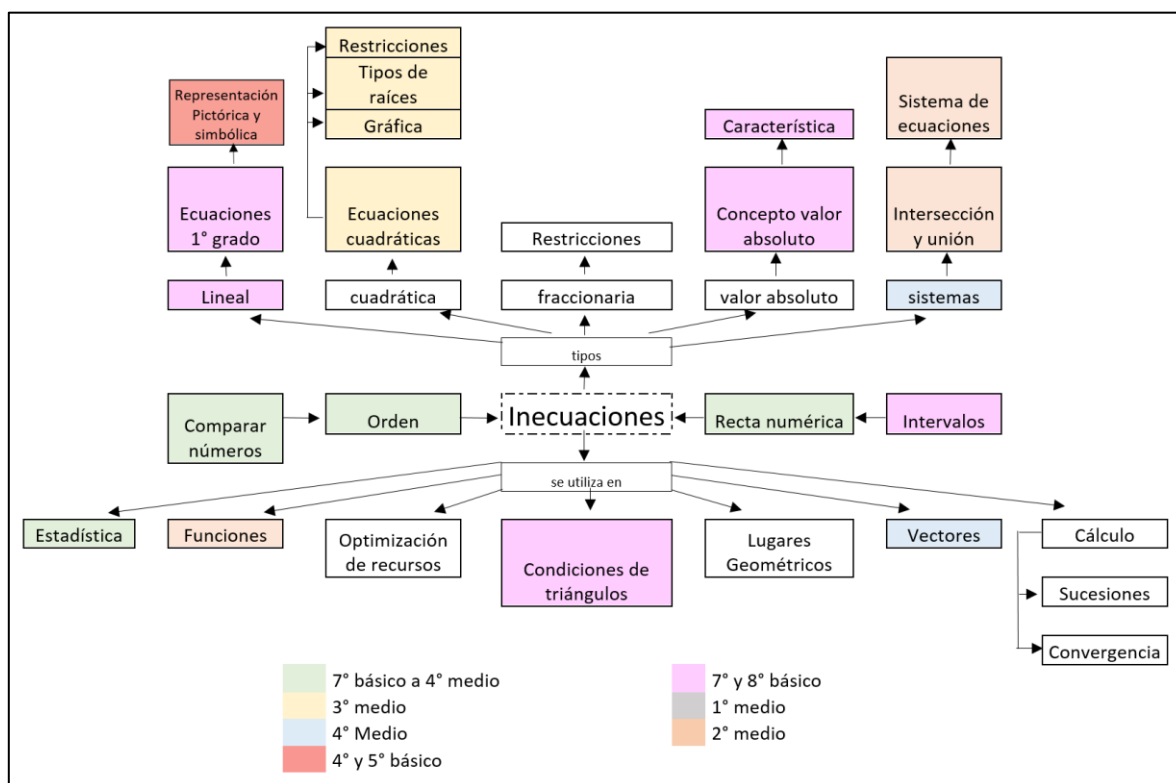 Restricciones
Tipos de
raíces
Gráfica
Representación
Pictórica y
simbólica
Característica
Sistema de
ecuaciones
Ecuaciones
1° grado
Ecuaciones
cuadráticas
Restricciones
Concepto valor
absoluto
Intersección
y unión
Lineal
cuadrática
fraccionaria
valor absoluto
sistemas
tipos
Comparar
números
Orden
Inecuaciones
Recta numérica
Intervalos
se utiliza en
Estadística
Funciones
Optimización
de recursos
Condiciones de
triángulos
Lugares
Geométricos
Vectores
Cálculo
Sucesiones
Convergencia
7° básico a 4° medio
3° medio
4° Medio
4° y 5° básico
7° y 8° básico
1° medio
2° medio